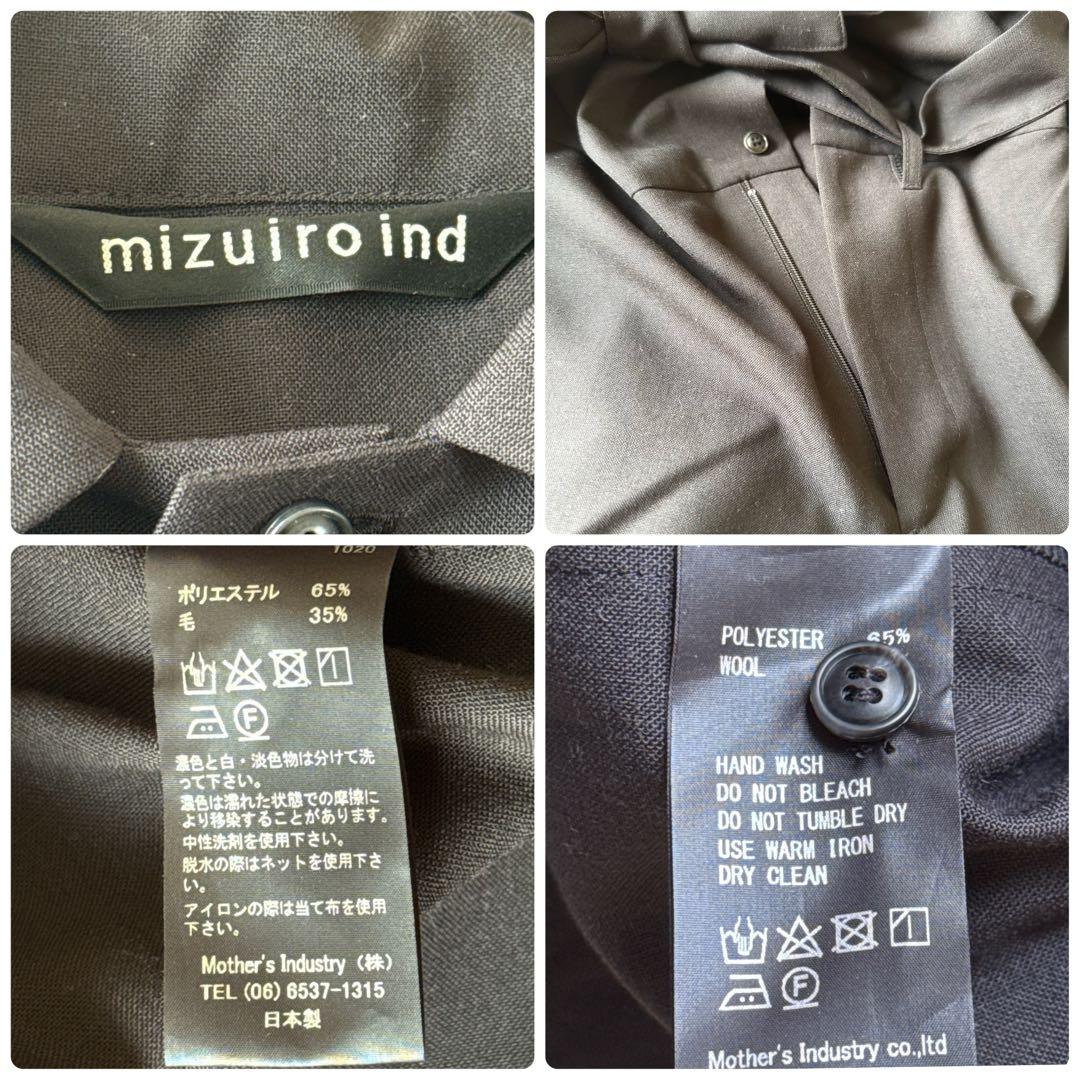 mizuiro ind
1020
ポリエステル 65%
毛 35%
F
濃色と白・淡色物は分けて洗
って下さい。
濃色は濡れた状態での摩擦に
より移染することがあります。
中性洗剤を使用下さい。
脱水の際はネットを使用下さ
い。
アイロンの際は当て布を使用
下さい。
Mother's Industry (株)
TEL (06) 6537-1315
日本製
POLYESTER 65%
WOOL
HAND WASH
DO NOT BLEACH
DO NOT TUMBLE DRY
USE WARM IRON
DRY CLEAN
F
Mother's Industry co.,ltd